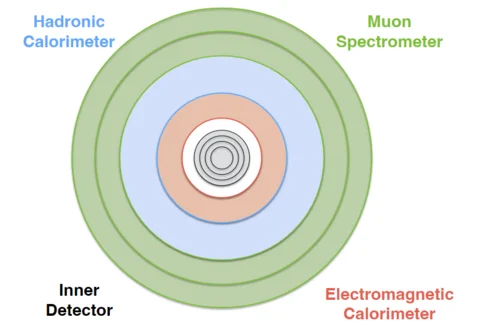 Hadronic
Calorimeter
Muon
Spectrometer
Inner
Detector
Electromagnetic
Calorimeter